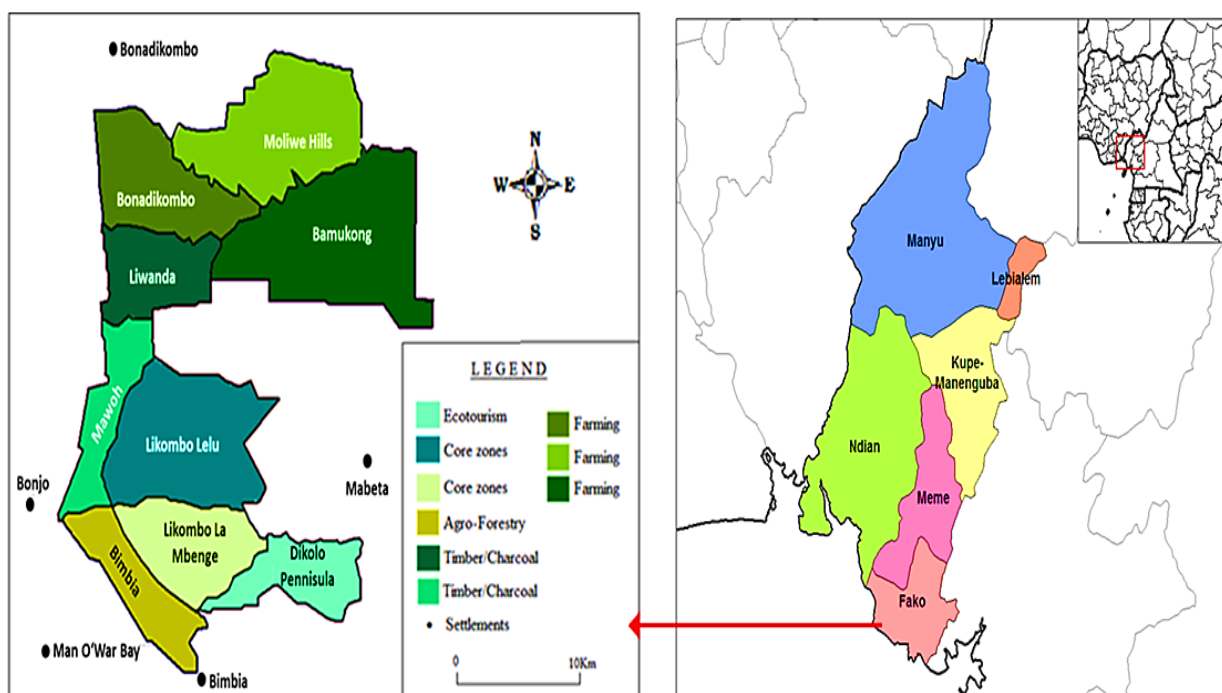 Bonadikombo
Moliwe Hills
Bonadikombo
Bamukong
Liwanda
Mawoh
Likombo Lelu
Bonjo
Mabeta
Likombo La
Mbenge
Dikolo
Pennisula
Bimbia
Man O'War Bay
Bimbia
N
W E
S
LEGEND
Ecotourism
Core zones
Core zones
Agro-Forestry
Timber/Charcoal
Timber/Charcoal
Settlements
Farming
Farming
Farming
0 10Km
Manyu
Lebialem
Kupe-
Manenguba
Ndian
Meme
Fako